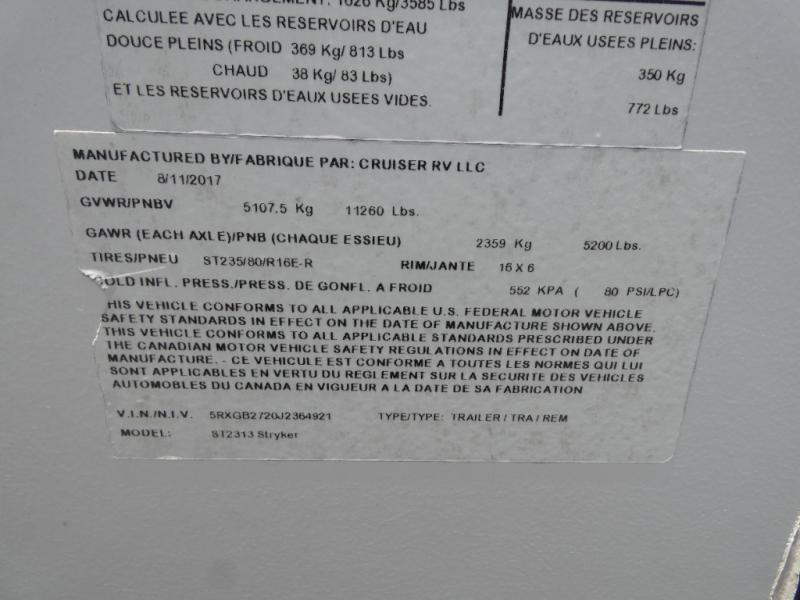 1626 Kg/3585 Lbs
CALCULEE AVEC LES RESERVOIRS D'EAU
DOUCE PLEINS (FROID 369 Kg/ 813 Lbs
CHAUD 38 Kg/ 83 Lbs)
ET LES RESERVOIRS D'EAUX USEES VIDES.
MASSE DES RESERVOIRS
D'EAUX USEES PLEINS:
350 Kg
772 Lbs
MANUFACTURED BY/FABRIQUE PAR: CRUISER RV LLC
DATE 8/11/2017
GVWR/PNBV 5107.5 Kg 11260 Lbs.
GAWR (EACH AXLE)/PNB (CHAQUE ESSIEU) 2359 Kg 5200 Lbs.
TIRES/PNEU ST235/80/R16E-R RIM/JANTE 16 X 6
COLD INFL. PRESS./PRESS. DE GONFL. A FROID 552 KPA ( 80 PSI/LPC)
HIS VEHICLE CONFORMS TO ALL APPLICABLE U.S. FEDERAL MOTOR VEHICLE
SAFETY STANDARDS IN EFFECT ON THE DATE OF MANUFACTURE SHOWN ABOVE.
THIS VEHICLE CONFORMS TO ALL APPLICABLE STANDARDS PRESCRIBED UNDER
THE CANADIAN MOTOR VEHICLE SAFETY REGULATIONS IN EFFECT ON DATE OF
MANUFACTURE. - CE VEHICULE EST CONFORME A TOUTES LES NORMES QUI LUI
SONT APPLICABLES EN VERTU DU REGLEMENT SUR LA SECURITE DES VEHICLES
AUTOMOBILES DU CANADA EN VIGUEUR A LA DATE DE SA FABRICATION
V.I.N./N.I.V. 5RXGB2720J2364921 TYPE/TYPE: TRAILER / TRA / REM
MODEL: ST2313 Stryker